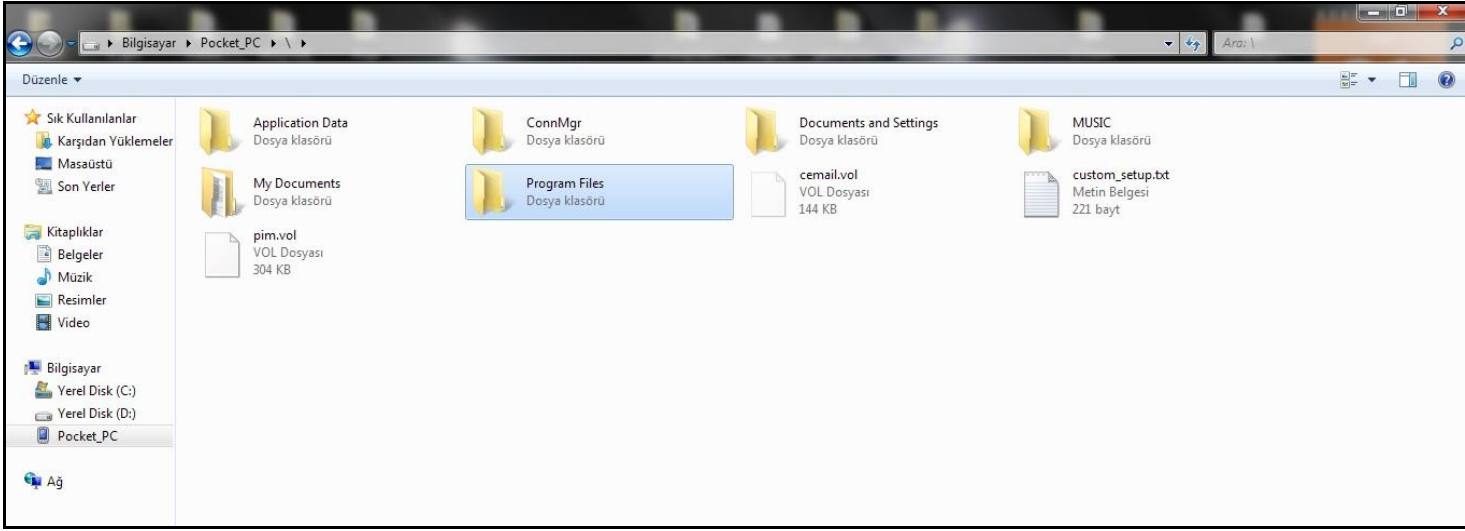 Bilgisayar ▸ Pocket_PC ▸ \ ▸
Ara: \
Düzenle
Sık Kullanılanlar
Karşıdan Yüklemeler
Masaüstü
Son Yerler
Kitaplıklar
Belgeler
Müzik
Resimler
Video
Bilgisayar
Yerel Disk (C:)
Yerel Disk (D:)
Pocket_PC
Ağ
Application Data
Dosya klasörü
ConnMgr
Dosya klasörü
Documents and Settings
Dosya klasörü
MUSIC
Dosya klasörü
My Documents
Dosya klasörü
Program Files
Dosya klasörü
cemail.vol
VOL Dosyası
144 KB
custom_setup.txt
Metin Belgesi
221 bayt
pim.vol
VOL Dosyası
304 KB